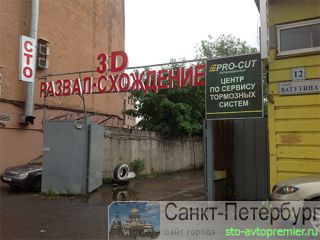 СТО
3D
РАЗВАЛ-СХОЖДЕНИЕ
PRO-CUT
ЦЕНТР
ПО СЕРВИСУ
ТОРМОЗНЫХ
СИСТЕМ
12
ВАТУТИНА
Санкт-Петербург
сайт города
sto-avtopremier.ru